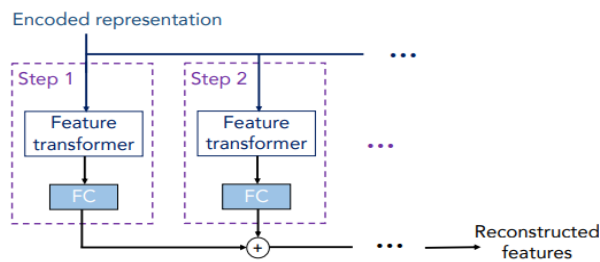 Encoded representation
...
Step 1
Step 2
Feature
transformer
Feature
transformer
...
FC
FC
+
...
Reconstructed
features